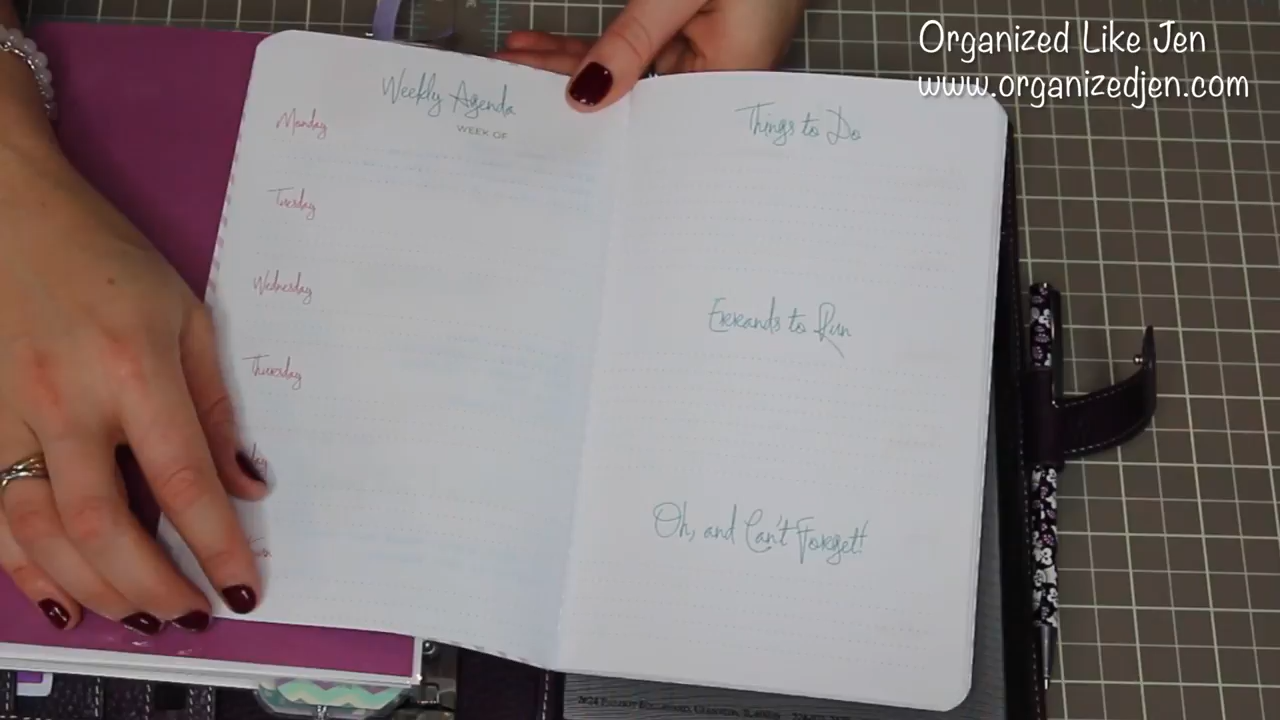 Organized Like Jen
www.organizedjen.com
Weekly Agenda
WEEK OF
Monday
Tuesday
Wednesday
Thursday
Things to Do
Errands to Run
Oh, and Can't Forget!